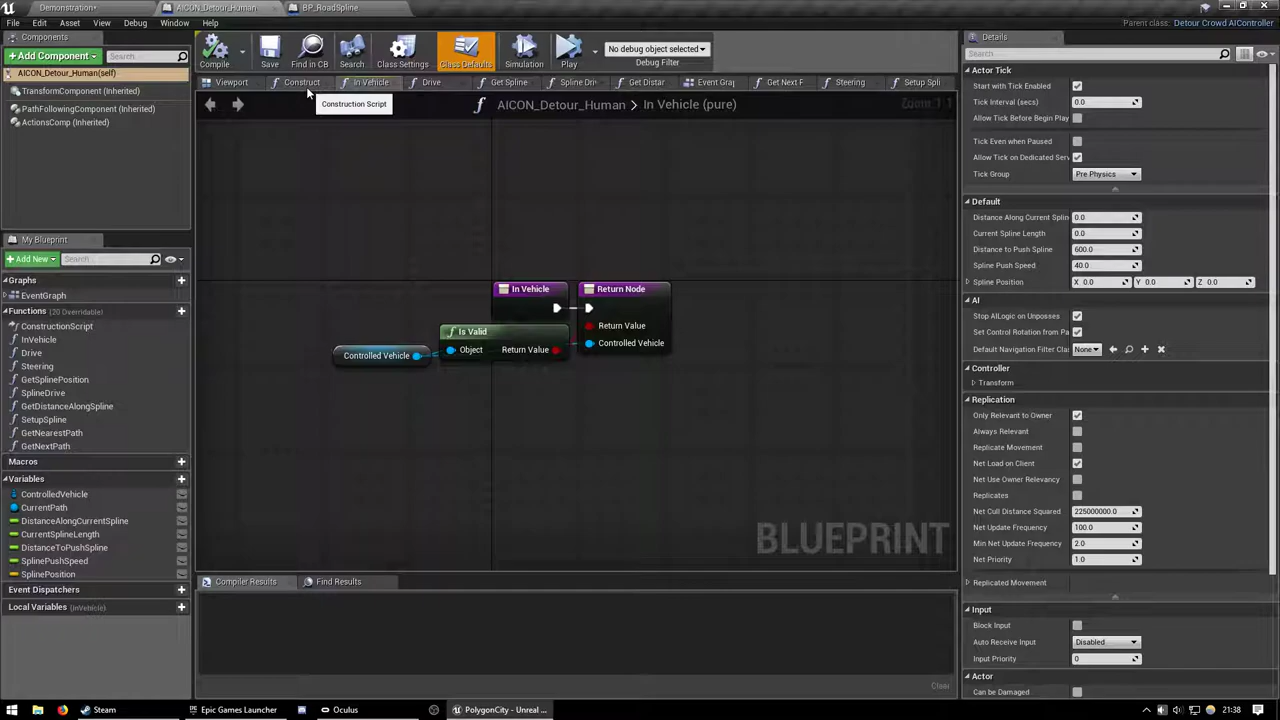 Demonstration•
AICON_Detour_Human
BP_RoadSpline
File
Edit
Asset
View
Debug
Window
Help
Parent class: Detour Crowd AIController
Components
+ Add Component
Search
AICON_Detour_Human(self)
TransformComponent (Inherited)
PathFollowingComponent (Inherited)
ActionsComp (Inherited)
My Blueprint
+ Add New
Search
Graphs
EventGraph
Functions (20 Overridable)
ConstructionScript
InVehicle
Drive
Steering
GetSplinePosition
SplineDrive
GetDistanceAlongSpline
SetupSpline
GetNearestPath
GetNextPath
Macros
Variables
ControlledVehicle
CurrentPath
DistanceAlongCurrentSpline
CurrentSplineLength
DistanceToPushSpline
SplinePushSpeed
SplinePosition
Event Dispatchers
Local Variables (InVehicle)
Compile
Save
Find in CB
Search
Class Settings
Class Defaults
Simulation
Play
No debug object selected
Debug Filter
Viewport
Construct
In Vehicle
Drive
Get Spline
Spline Dri
Get Distar
Event Gra
Get Next F
Steering
Setup Spli
Construction Script
AICON_Detour_Human > In Vehicle (pure)
Zoom 1:1
In Vehicle
Return Node
Return Value
Controlled Vehicle
Is Valid
Object
Return Value
Controlled Vehicle
BLUEPRINT
Compiler Results
Find Results
Clear
Details
Search
Actor Tick
Start with Tick Enabled
Tick Interval (secs) 0.0
Allow Tick Before Begin Play
Tick Even when Paused
Allow Tick on Dedicated Serv
Tick Group Pre Physics
Default
Distance Along Current Splin 0.0
Current Spline Length 0.0
Distance to Push Spline 600.0
Spline Push Speed 40.0
Spline Position X 0.0 Y 0.0 Z 0.0
AI
Stop AILogic on Unposses
Set Control Rotation from Pa
Default Navigation Filter Cla None
Controller
Transform
Replication
Only Relevant to Owner
Always Relevant
Replicate Movement
Net Load on Client
Net Use Owner Relevancy
Replicates
Net Cull Distance Squared 225000000.0
Net Update Frequency 100.0
Min Net Update Frequency 2.0
Net Priority 1.0
Replicated Movement
Input
Block Input
Auto Receive Input Disabled
Input Priority 0
Actor
Can be Damaged
Steam
Epic Games Launcher
Oculus
PolygonCity - Unreal ...
21:38